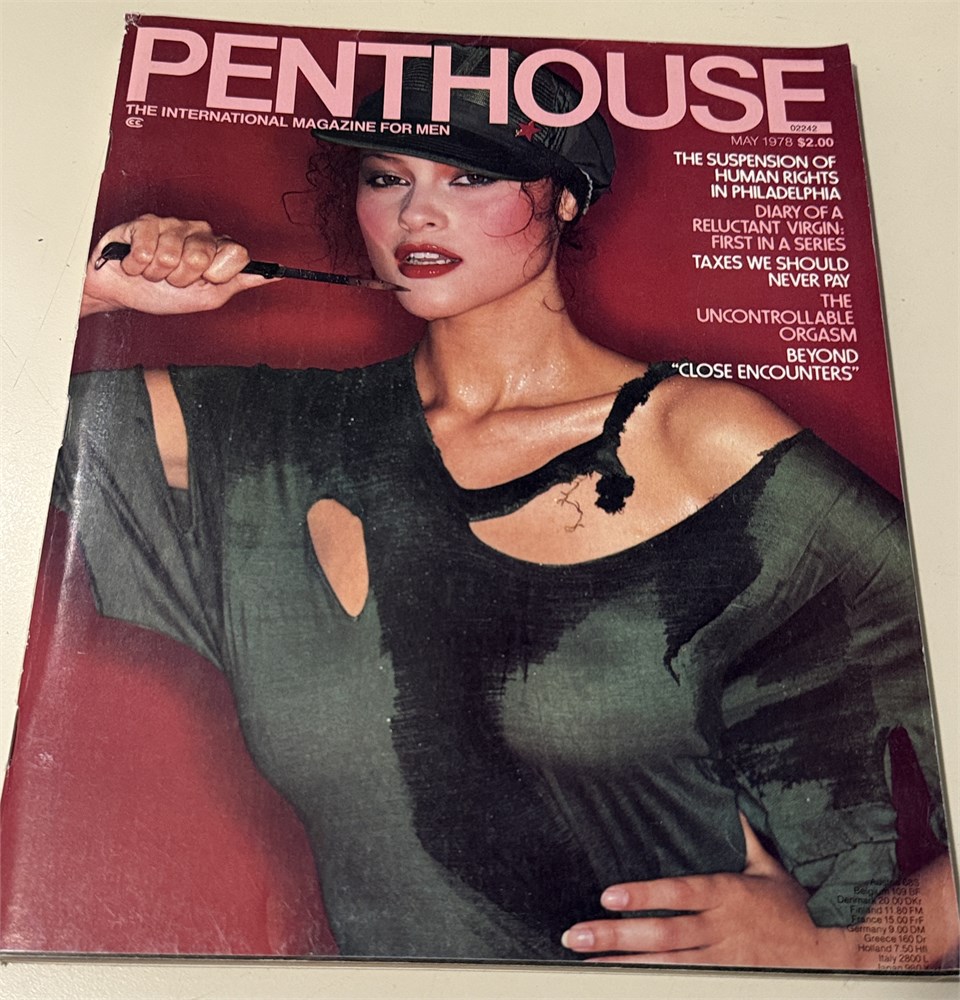 PENTHOUSE
THE INTERNATIONAL MAGAZINE FOR MEN
02242
MAY 1978 $2.00
THE SUSPENSION OF
HUMAN RIGHTS
IN PHILADELPHIA
DIARY OF A
RELUCTANT VIRGIN:
FIRST IN A SERIES
TAXES WE SHOULD
NEVER PAY
THE
UNCONTROLLABLE
ORGASM
BEYOND
"CLOSE ENCOUNTERS"
Belgium 109 BF
Denmark 20.00 DKr
Finland 11.80 FM
France 15.00 FrF
Germany 9.00 DM
Greece 160 Dr
Holland 7.50 Hfl
Italy 2800 L
Japan